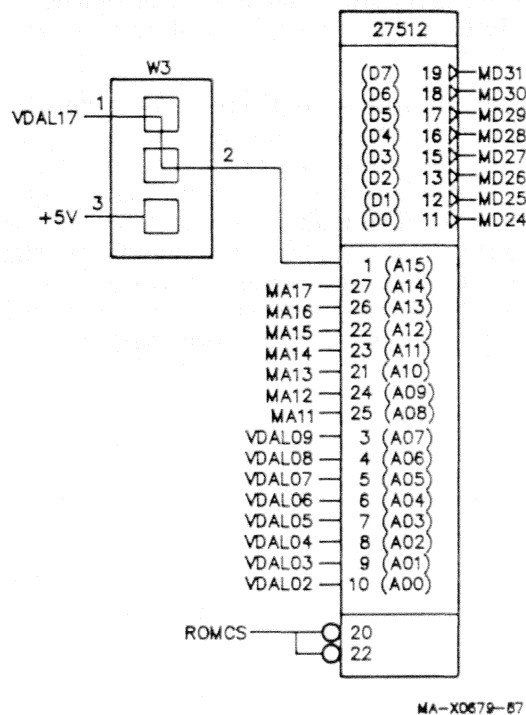 27512
W3
(D7) 19 MD31
(D6) 18 MD30
(D5) 17 MD29
(D4) 16 MD28
(D3) 15 MD27
(D2) 13 MD26
(D1) 12 MD25
(D0) 11 MD24
VDAL17 1
2
+5V 3
1 (A15)
MA17 27 (A14)
MA16 26 (A13)
MA15 22 (A12)
MA14 23 (A11)
MA13 21 (A10)
MA12 24 (A09)
MA11 25 (A08)
VDAL09 3 (A07)
VDAL08 4 (A06)
VDAL07 5 (A05)
VDAL06 6 (A04)
VDAL05 7 (A03)
VDAL04 8 (A02)
VDAL03 9 (A01)
VDAL02 10 (A00)
ROMCS 20
22
MA-X0679-87